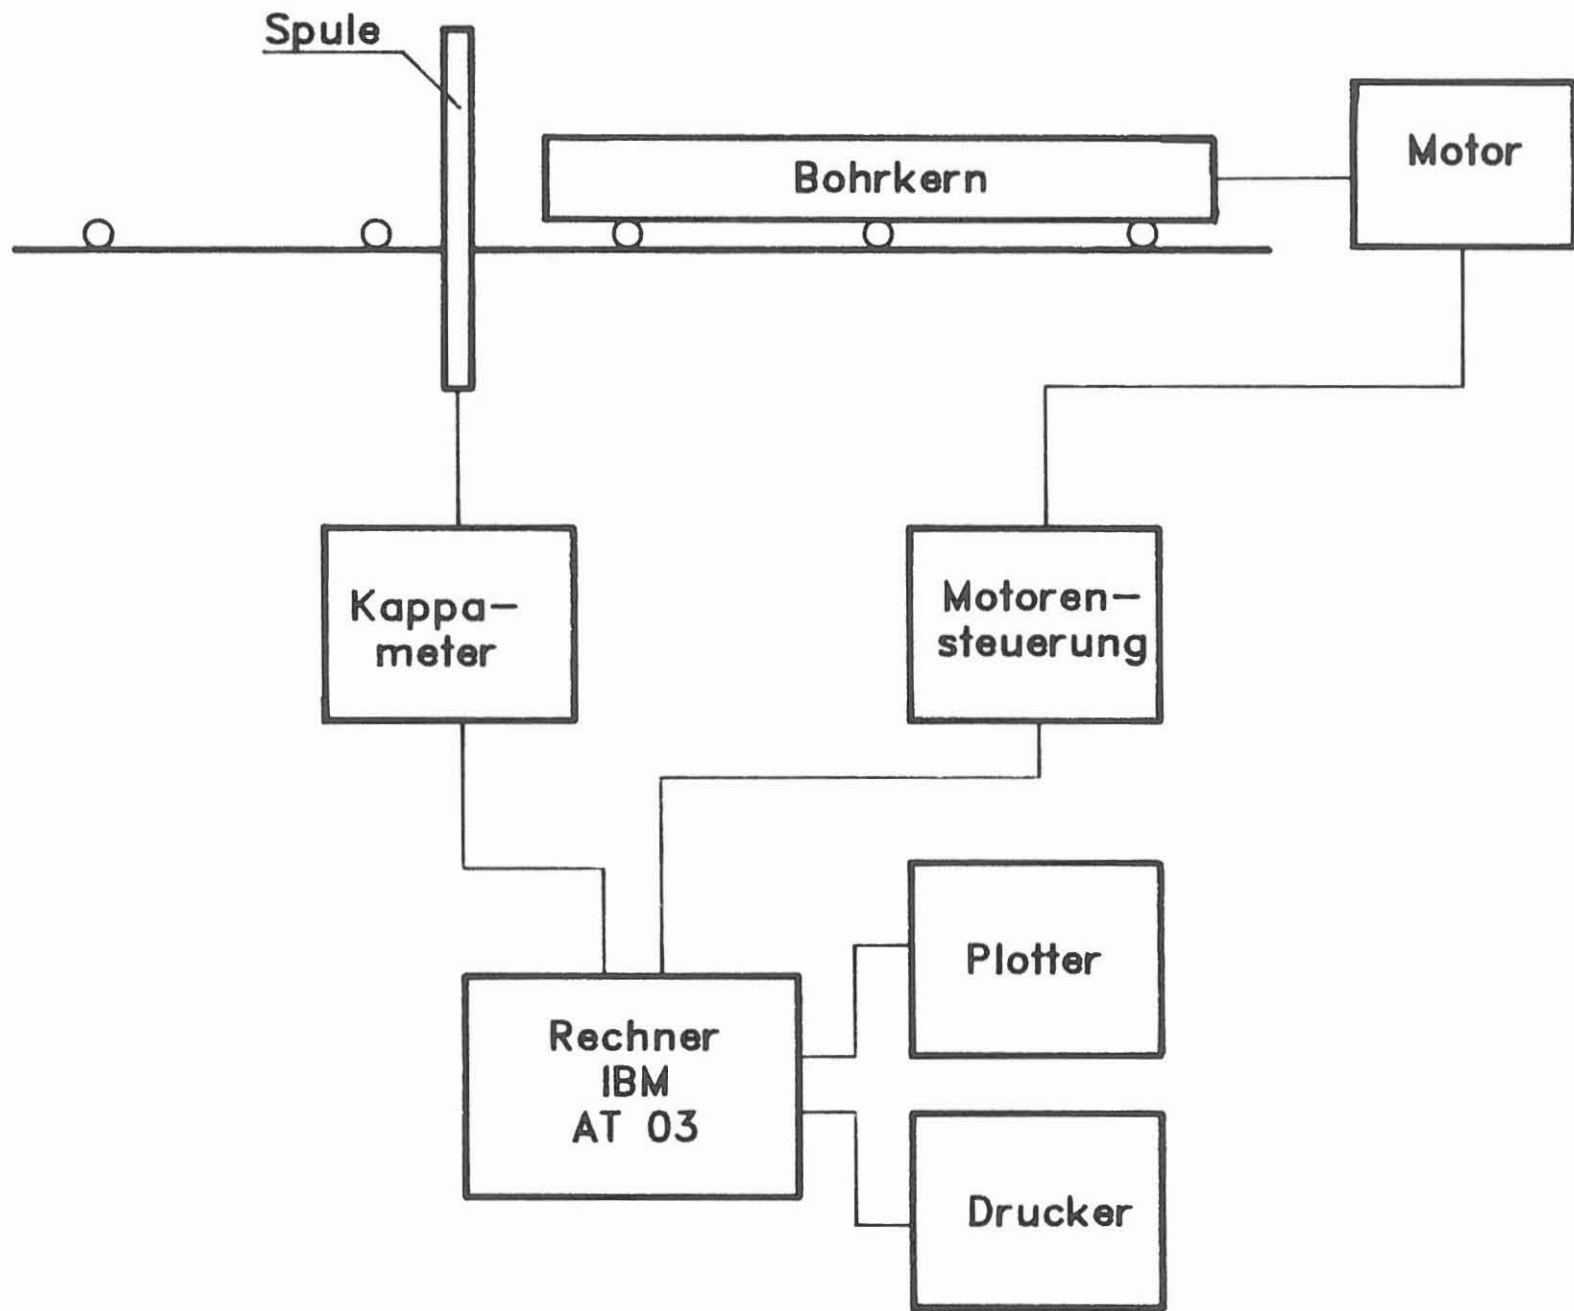 Spule
Bohrkern
Motor
Kappa-
meter
Motoren-
steuerung
Rechner
IBM
AT 03
Plotter
Drucker